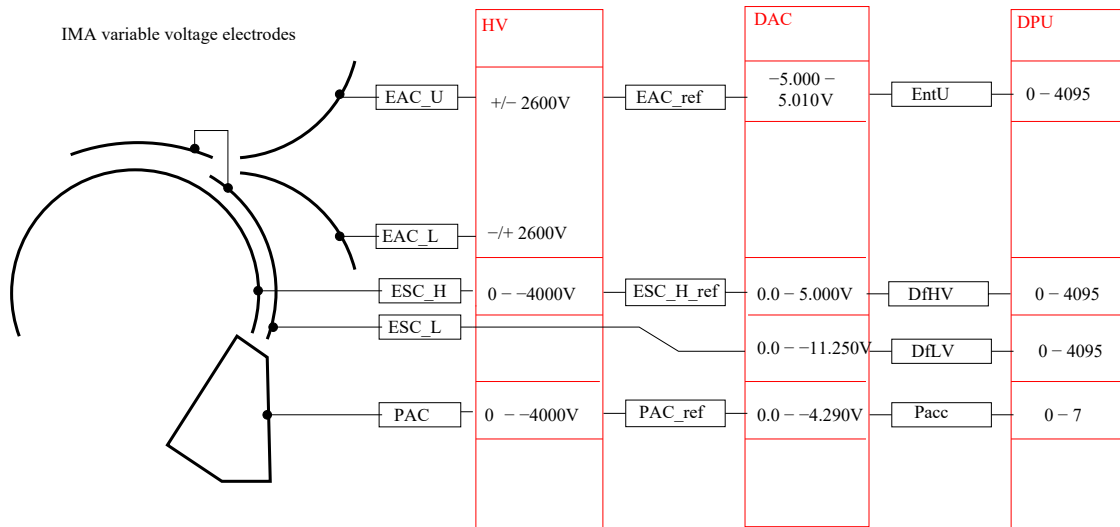 IMA variable voltage electrodes
HV
DAC
DPU
EAC_U
+/− 2600V
EAC_ref
−5.000 −
5.010V
EntU
0 − 4095
EAC_L
−/+ 2600V
ESC_H
0 − −4000V
ESC_H_ref
0.0 − 5.000V
DfHV
0 − 4095
ESC_L
0.0 − −11.250V
DfLV
0 − 4095
PAC
0 − −4000V
PAC_ref
0.0 − −4.290V
Pacc
0 − 7